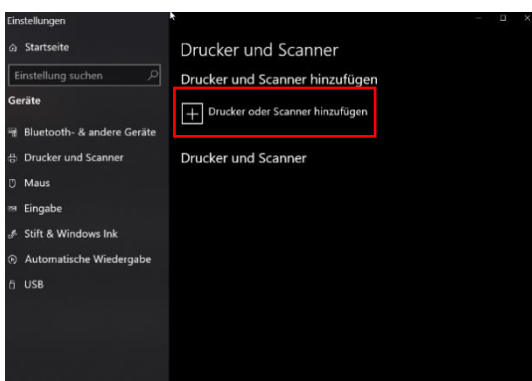 Einstellungen
Startseite
Einstellung suchen
Geräte
Bluetooth- & andere Geräte
Drucker und Scanner
Maus
Eingabe
Stift & Windows Ink
Automatische Wiedergabe
USB
Drucker und Scanner
Drucker und Scanner hinzufügen
Drucker oder Scanner hinzufügen
Drucker und Scanner